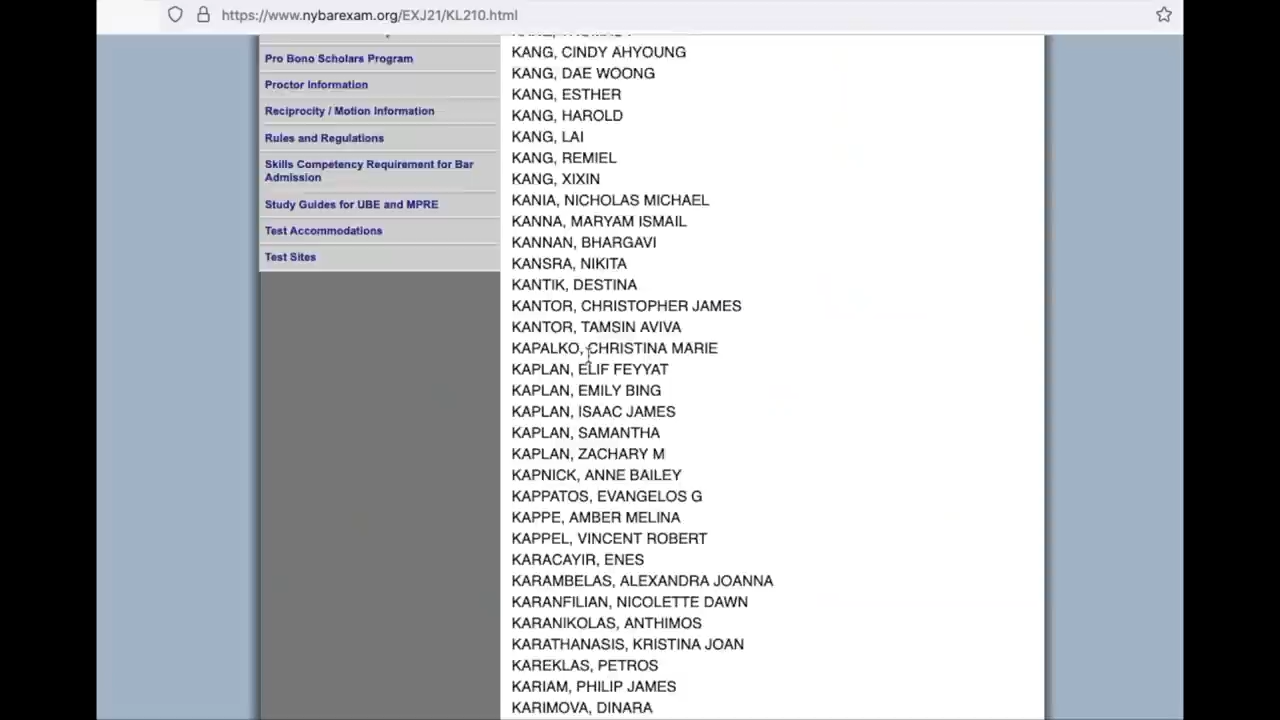 https://www.nybarexam.org/EXJ21/KL210.html
Pro Bono Scholars Program
Proctor Information
Reciprocity / Motion Information
Rules and Regulations
Skills Competency Requirement for Bar
Admission
Study Guides for UBE and MPRE
Test Accommodations
Test Sites
KANG, CINDY AHYOUNG
KANG, DAE WOONG
KANG, ESTHER
KANG, HAROLD
KANG, LAI
KANG, REMIEL
KANG, XIXIN
KANIA, NICHOLAS MICHAEL
KANNA, MARYAM ISMAIL
KANNAN, BHARGAVI
KANSRA, NIKITA
KANTIK, DESTINA
KANTOR, CHRISTOPHER JAMES
KANTOR, TAMSIN AVIVA
KAPALKO, CHRISTINA MARIE
KAPLAN, ELIF FEYYAT
KAPLAN, EMILY BING
KAPLAN, ISAAC JAMES
KAPLAN, SAMANTHA
KAPLAN, ZACHARY M
KAPNICK, ANNE BAILEY
KAPPATOS, EVANGELOS G
KAPPE, AMBER MELINA
KAPPEL, VINCENT ROBERT
KARACAYIR, ENES
KARAMBELAS, ALEXANDRA JOANNA
KARANFILIAN, NICOLETTE DAWN
KARANIKOLAS, ANTHIMOS
KARATHANASIS, KRISTINA JOAN
KAREKLAS, PETROS
KARIAM, PHILIP JAMES
KARIMOVA, DINARA